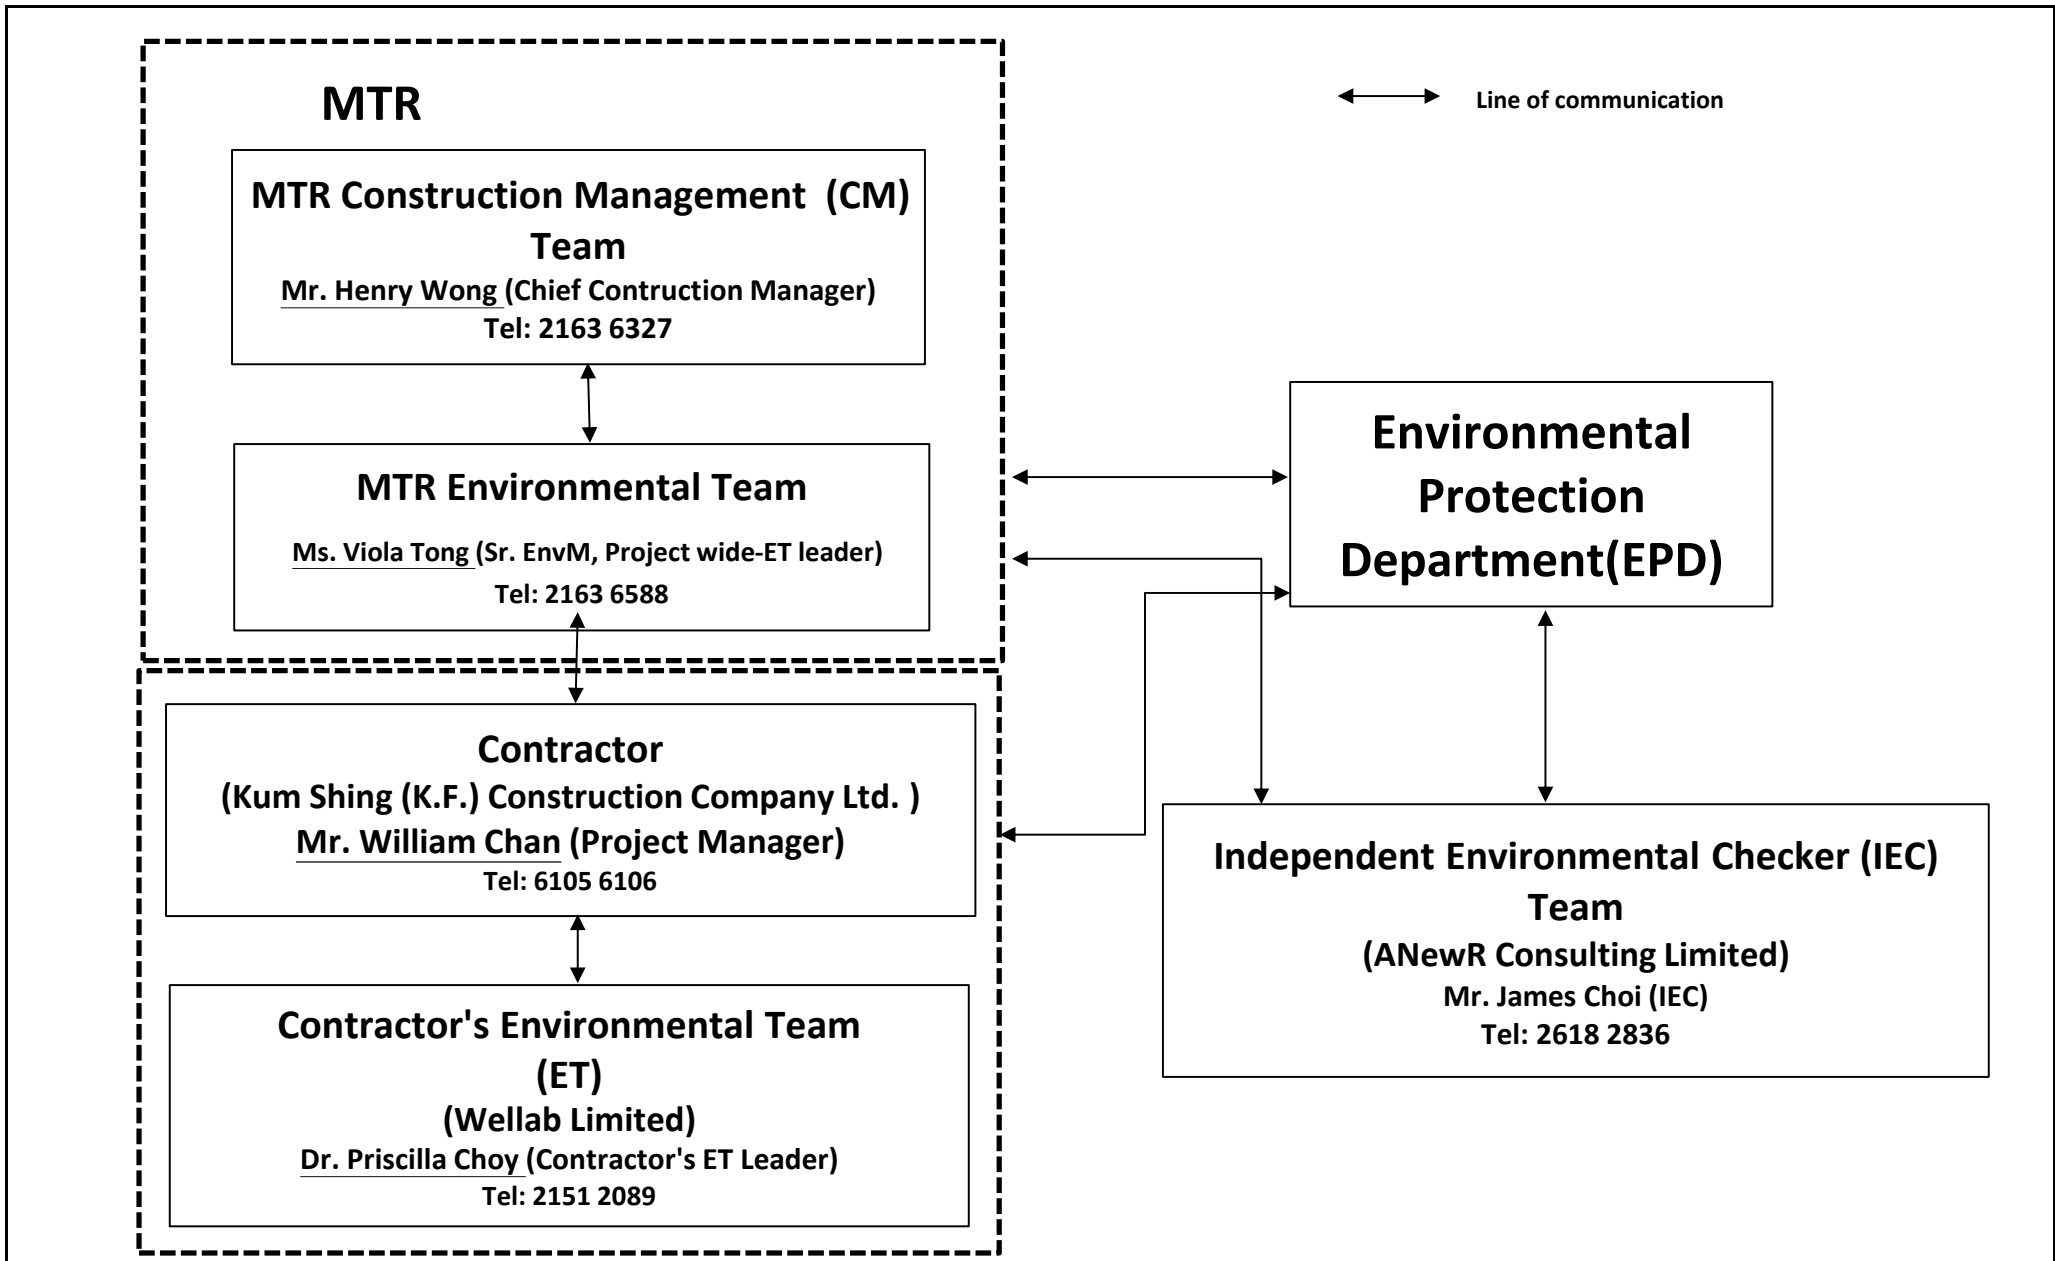 MTR
Line of communication
MTR Construction Management  (CM)
Team
Mr. Henry Wong (Chief Contruction Manager)
Tel: 2163 6327
MTR Environmental Team
Ms. Viola Tong (Sr. EnvM, Project wide-ET leader)
Tel: 2163 6588
Environmental
Protection
Department(EPD)
Contractor
(Kum Shing (K.F.) Construction Company Ltd. )
Mr. William Chan (Project Manager)
Tel: 6105 6106
Independent Environmental Checker (IEC)
Team
(ANewR Consulting Limited)
Mr. James Choi (IEC)
Tel: 2618 2836
Contractor's Environmental Team
(ET)
(Wellab Limited)
Dr. Priscilla Choy (Contractor's ET Leader)
Tel: 2151 2089